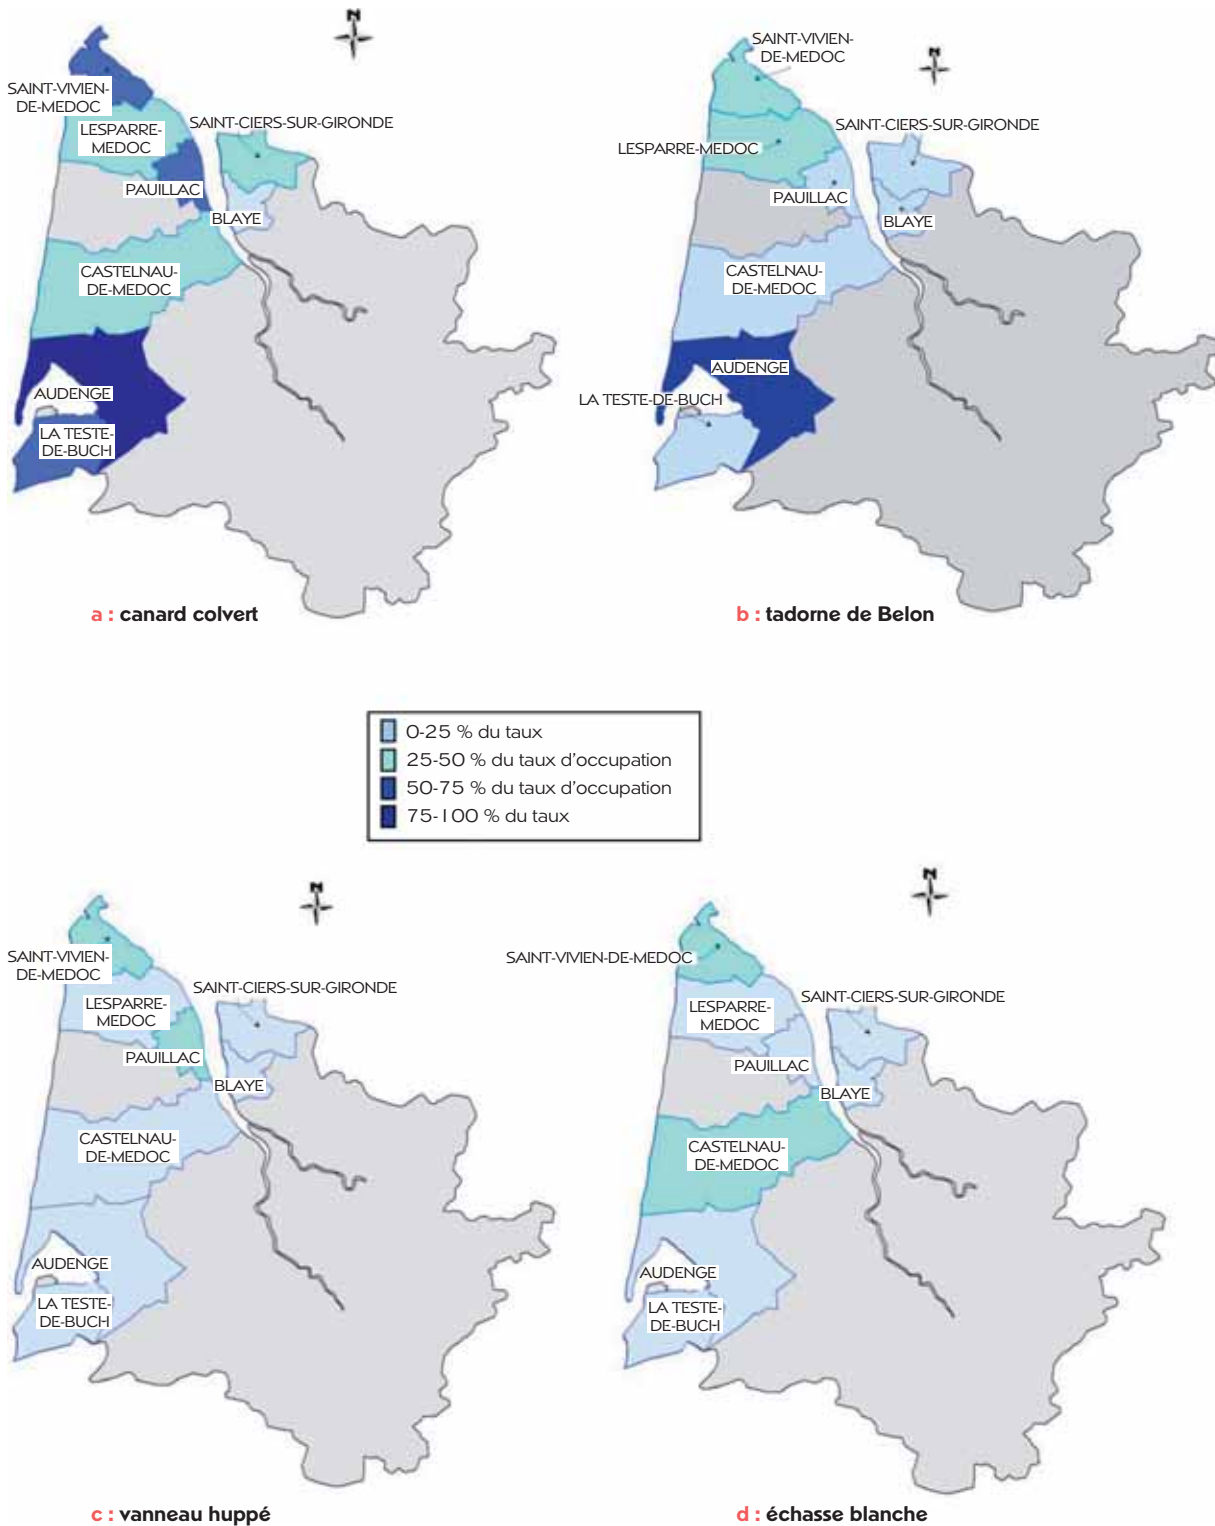 N
SAINT-VIVIEN-
DE-MEDOC
LESPARRE-
MEDOC
SAINT-CIERS-SUR-GIRONDE
PAUILLAC
BLAYE
CASTELNAU-
DE-MEDOC
AUDENGE
LA TESTE-
DE-BUCH
a : canard colvert
N
SAINT-VIVIEN-
DE-MEDOC
SAINT-CIERS-SUR-GIRONDE
LESPARRE-MEDOC
PAUILLAC
BLAYE
CASTELNAU-
DE-MEDOC
AUDENGE
LA TESTE-DE-BUCH
b : tadorne de Belon
0-25 % du taux
25-50 % du taux d'occupation
50-75 % du taux d'occupation
75-100 % du taux
N
SAINT-VIVIEN-
DE-MEDOC
SAINT-CIERS-SUR-GIRONDE
LESPARRE-
MEDOC
PAUILLAC
BLAYE
CASTELNAU-
DE-MEDOC
AUDENGE
LA TESTE-
DE-BUCH
c : vanneau huppé
N
SAINT-VIVIEN-DE-MEDOC
SAINT-CIERS-SUR-GIRONDE
LESPARRE-
MEDOC
PAUILLAC
BLAYE
CASTELNAU-
DE-MEDOC
AUDENGE
LA TESTE-
DE-BUCH
d : échasse blanche